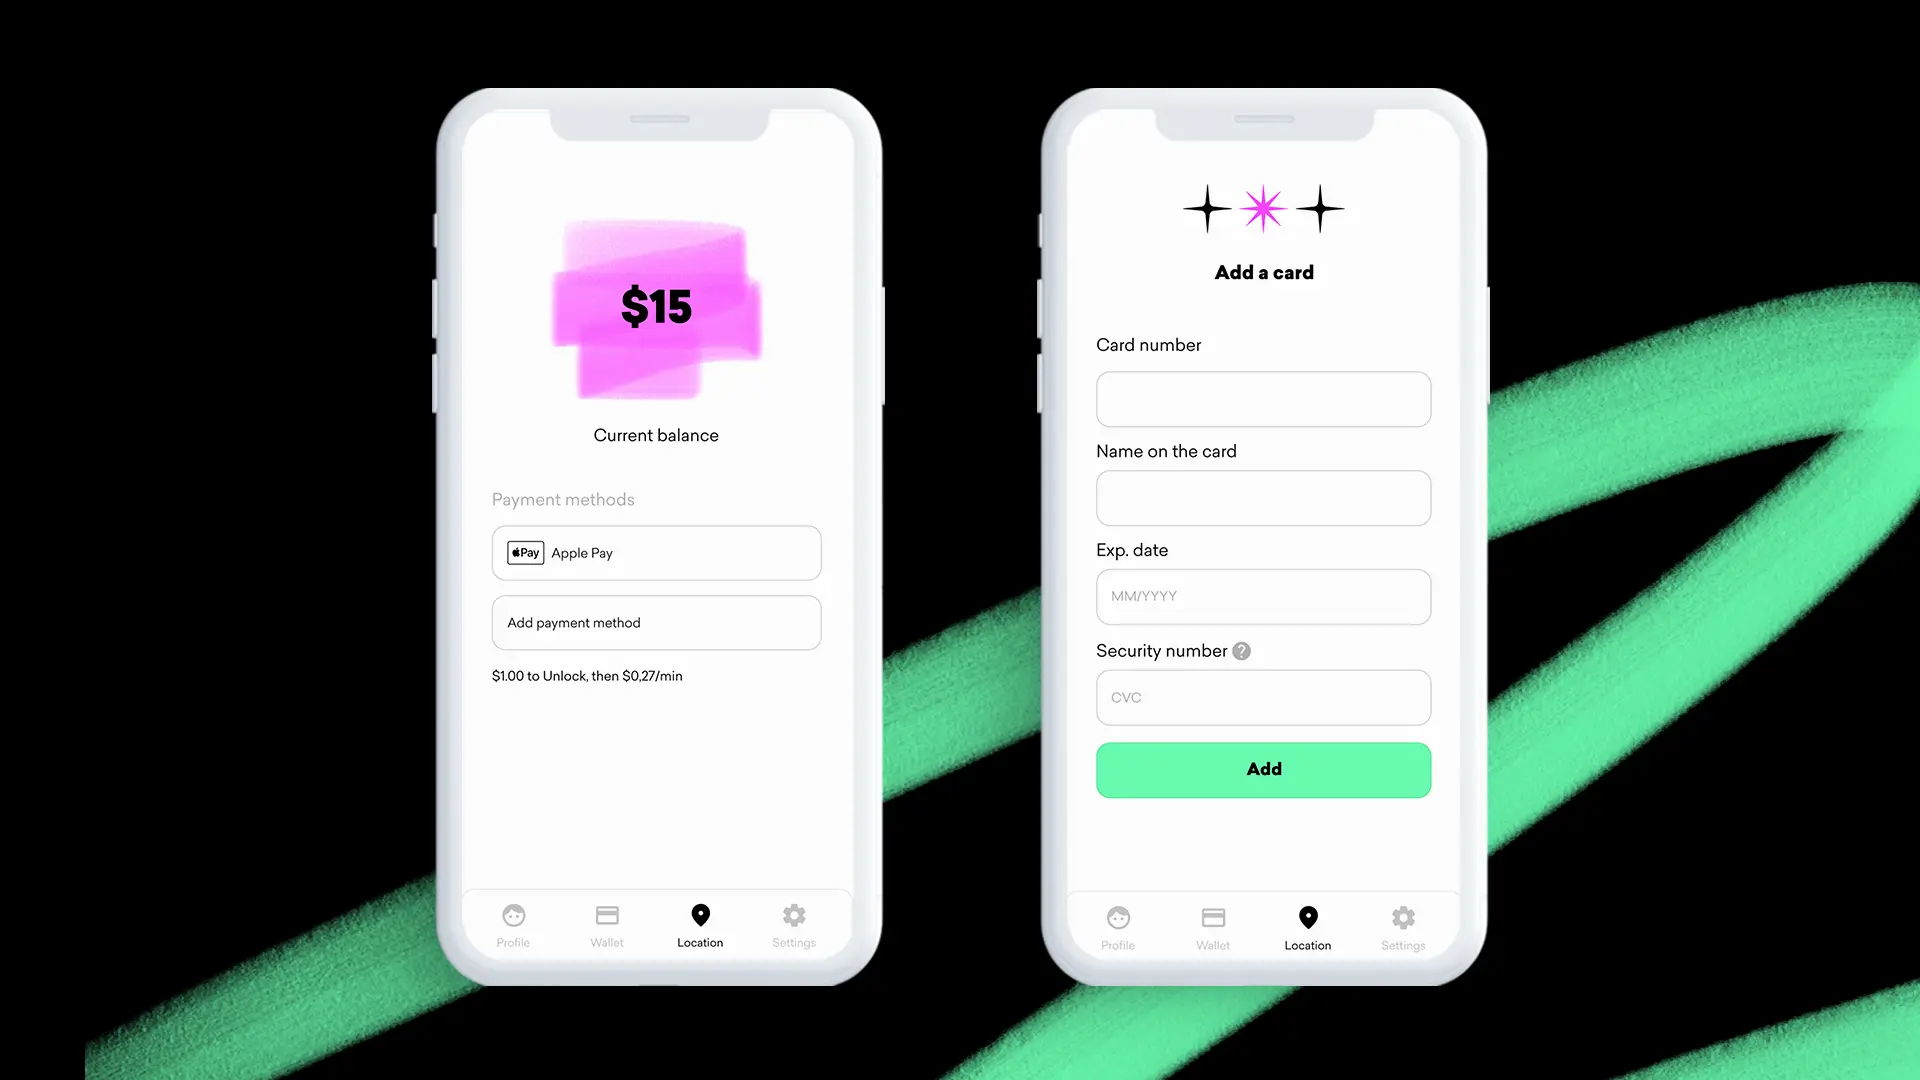 $15
Current balance
Payment methods
Pay Apple Pay
Add payment method
$1.00 to Unlock, then $0,27/min
Profile Wallet Location Settings
Add a card
Card number
Name on the card
Exp. date
MM/YYYY
Security number ?
CVC
Add
Profile Wallet Location Settings